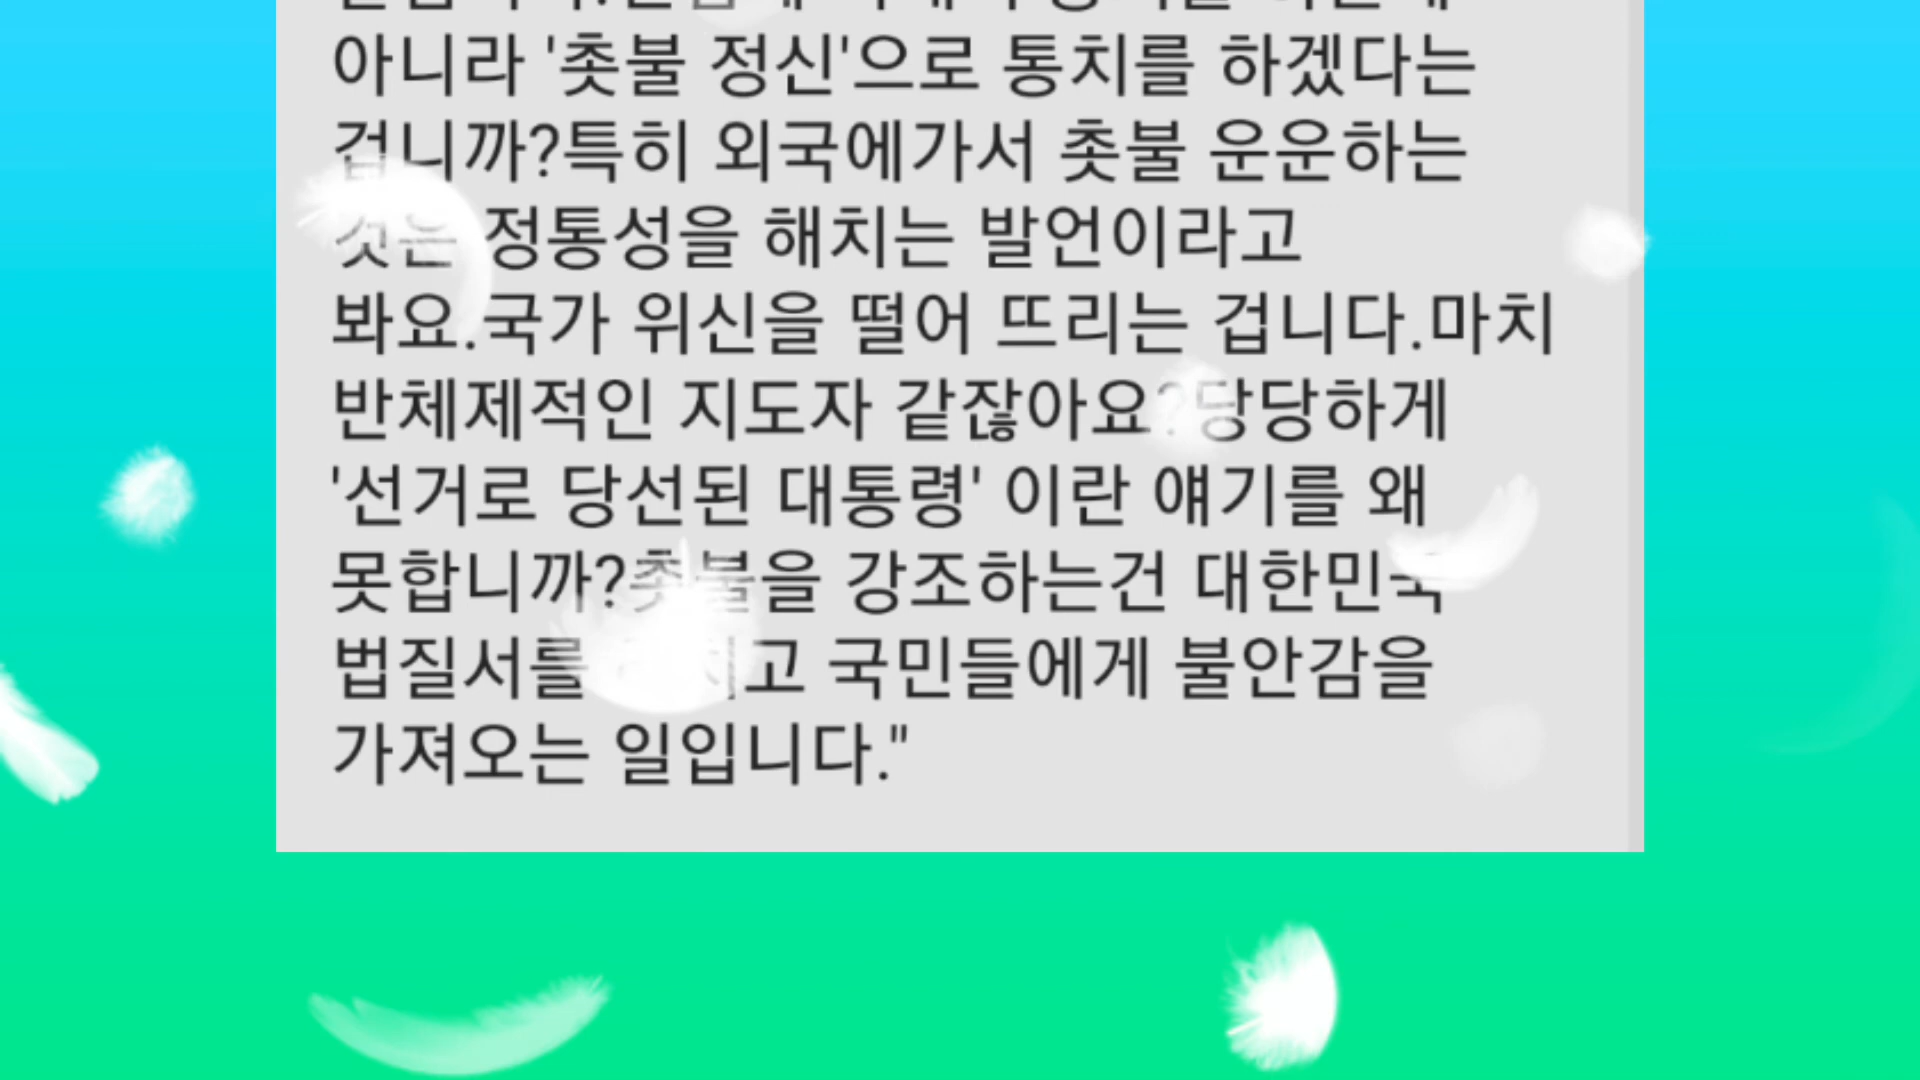 아니라 '촛불 정신'으로 통치를 하겠다는
겁니까?특히 외국에가서 촛불 운운하는
것은 정통성을 해치는 발언이라고
봐요.국가 위신을 떨어 뜨리는 겁니다.마치
반체제적인 지도자 같잖아요?당당하게
'선거로 당선된 대통령' 이란 얘기를 왜
못합니까?촛불을 강조하는건 대한민국
법질서를 국민들에게 불안감을
가져오는 일입니다."